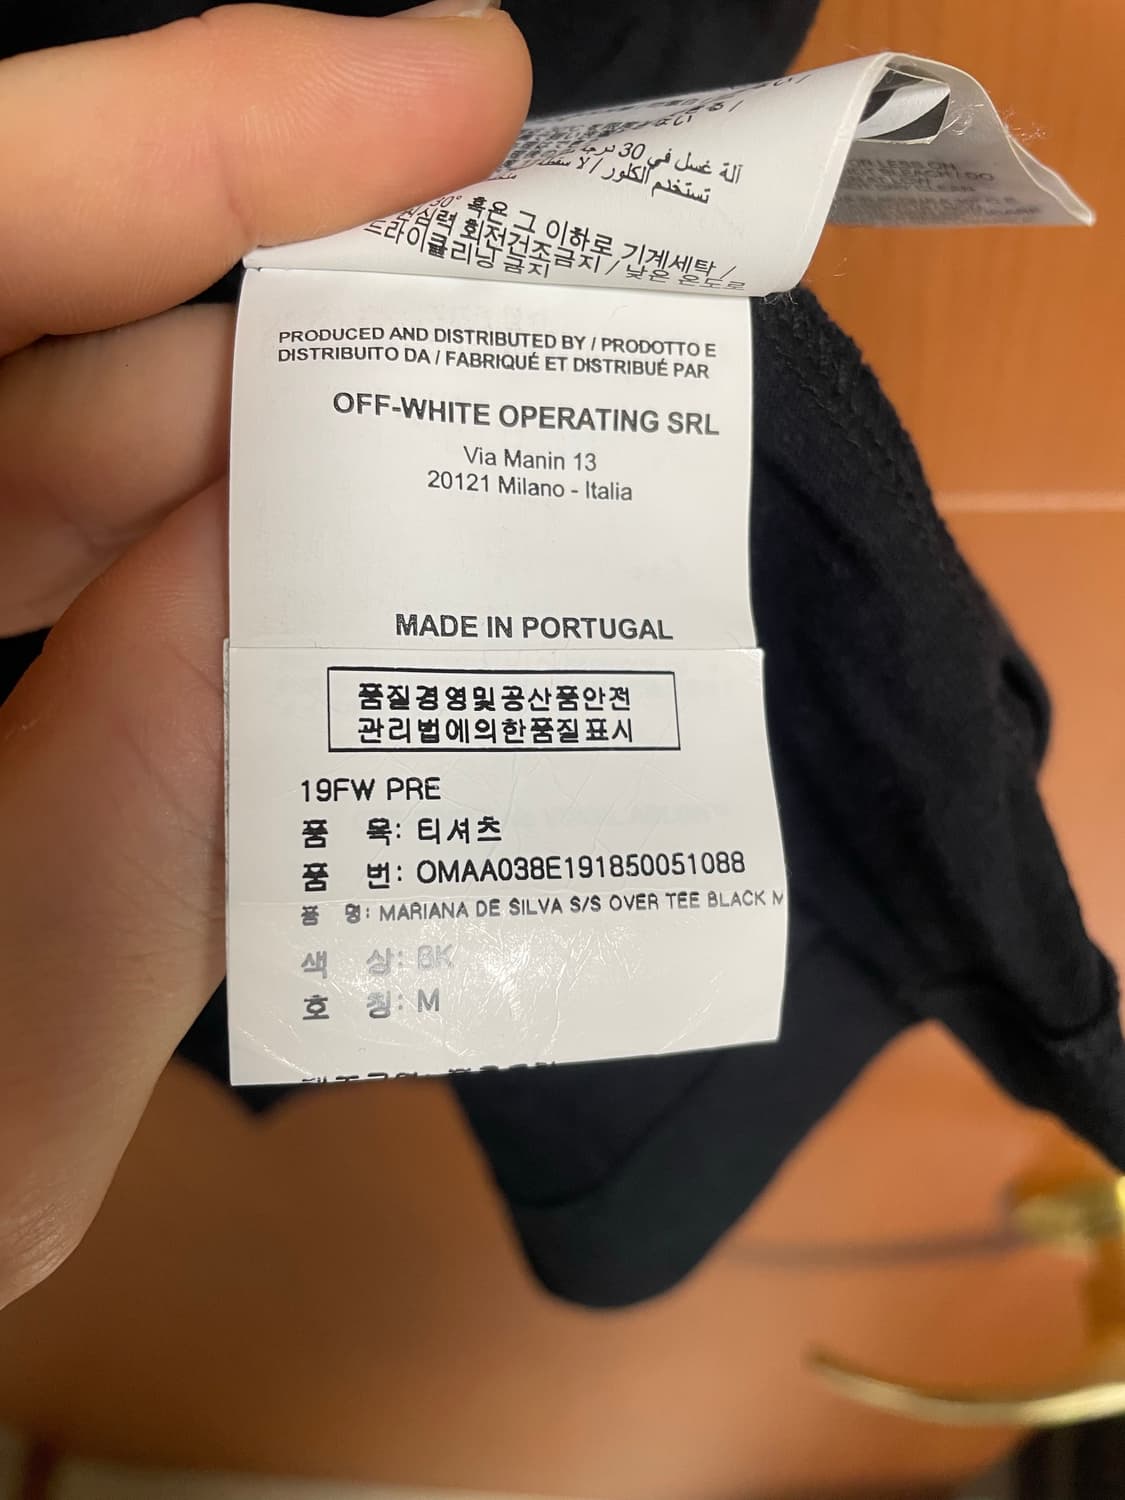 آلة غسل في 30 درجة
تستخدم الكلور / لا
30° 혹은 그 이하로 기계세탁 /
원심력 회전건조금지 / 낮은 온도로
드라이클리닝 금지
PRODUCED AND DISTRIBUTED BY / PRODOTTO E
DISTRIBUITO DA / FABRIQUÉ ET DISTRIBUÉ PAR
OFF-WHITE OPERATING SRL
Via Manin 13
20121 Milano - Italia
MADE IN PORTUGAL
품질경영및공산품안전
관리법에의한품질표시
19FW PRE
품 목: 티셔츠
품 번: OMAA038E191850051088
품 명: MARIANA DE SILVA S/S OVER TEE BLACK M
색 상: BK
호 칭: M